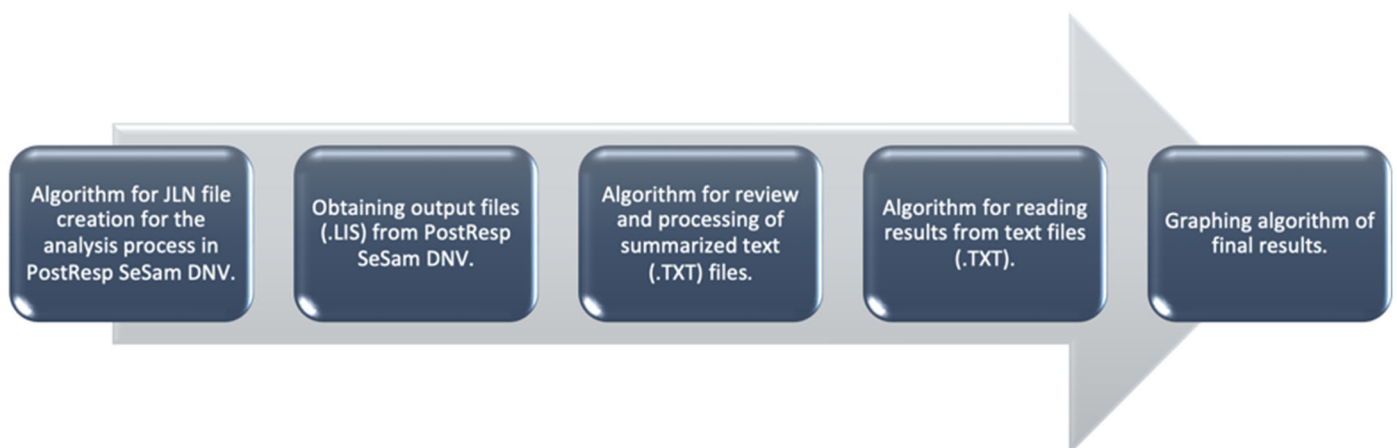 Algorithm for JLN file
creation for the
analysis process in
PostResp SeSam DNV.
Obtaining output files
(.LIS) from PostResp
SeSam DNV.
Algorithm for review
and processing of
summarized text
(.TXT) files.
Algorithm for reading
results from text files
(.TXT).
Graphing algorithm of
final results.